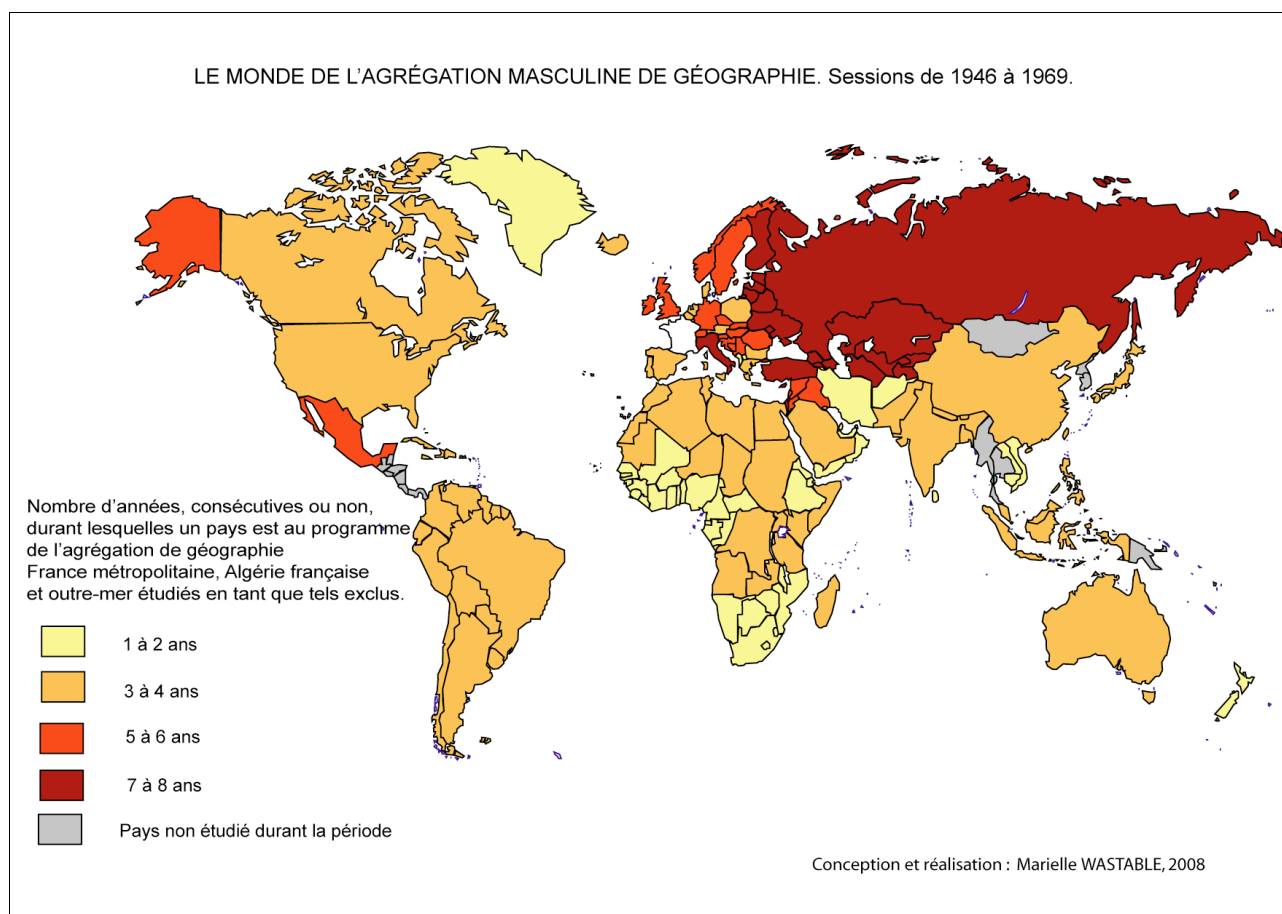 LE MONDE DE L'AGRÉGATION MASCULINE DE GÉOGRAPHIE. Sessions de 1946 à 1969.
Nombre d'années, consécutives ou non,
durant lesquelles un pays est au programme
de l'agrégation de géographie
France métropolitaine, Algérie française
et outre-mer étudiés en tant que tels exclus.
1 à 2 ans
3 à 4 ans
5 à 6 ans
7 à 8 ans
Pays non étudié durant la période
Conception et réalisation : Marielle WASTABLE, 2008